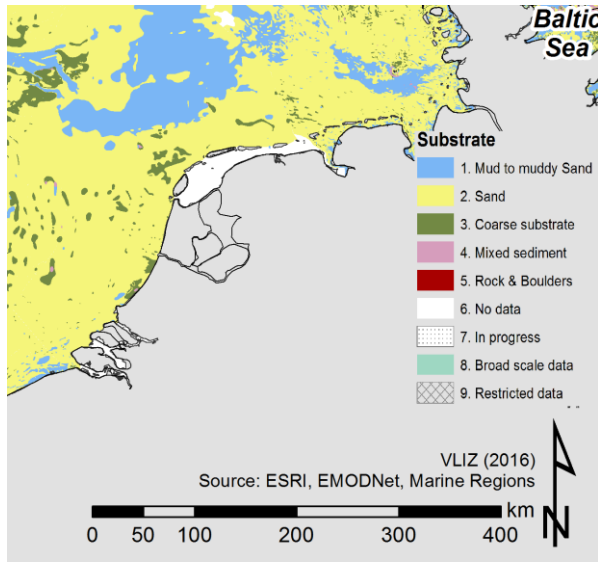 Baltic
Sea
Substrate
1. Mud to muddy Sand
2. Sand
3. Coarse substrate
4. Mixed sediment
5. Rock & Boulders
6. No data
7. In progress
8. Broad scale data
9. Restricted data
VLIZ (2016)
Source: ESRI, EMODNet, Marine Regions
km
0 50 100 200 300 400
N